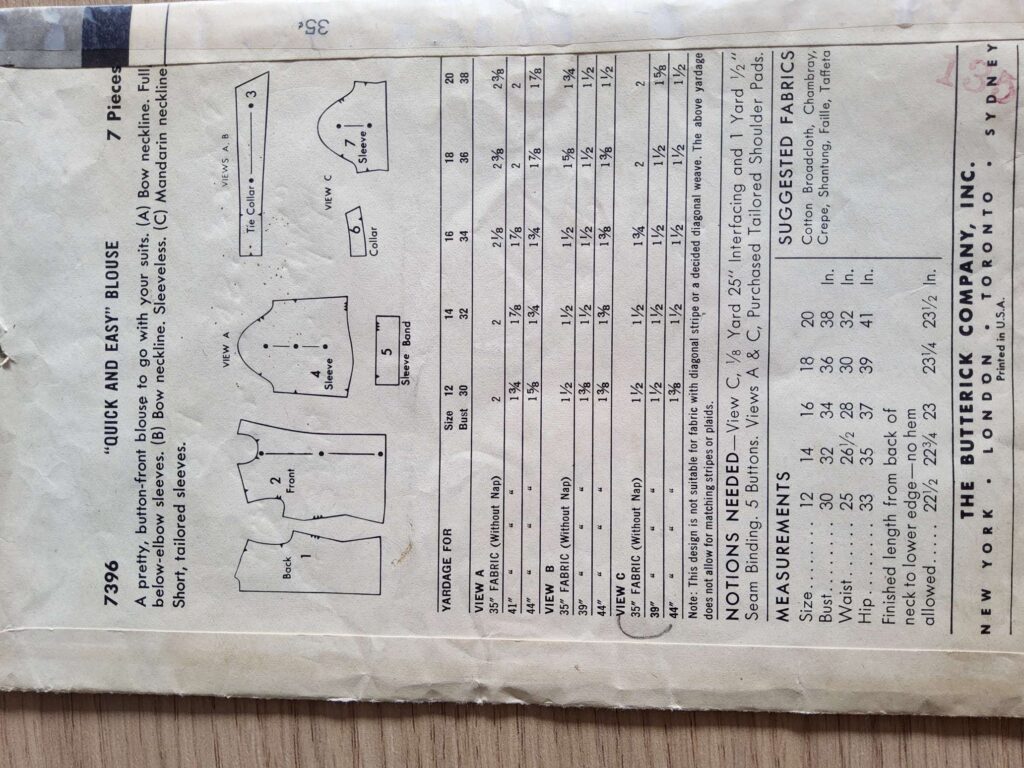 35¢
7396 "QUICK AND EASY" BLOUSE 7 Pieces
A pretty, button-front blouse to go with your suits. (A) Bow neckline. Full
below-elbow sleeves. (B) Bow neckline. Sleeveless. (C) Mandarin neckline
Short, tailored sleeves.
VIEW A
VIEWS A, B
VIEW C
Back
1
2
Front
4
Sleeve
5
Sleeve Band
Tie Collar
3
6
Collar
7
Sleeve
YARDAGE FOR Size 12 14 16 18 20
Bust 30 32 34 36 38
VIEW A
35" FABRIC (Without Nap) 2 2 2⅛ 2⅜ 2⅜
41" " " " 1¾ 1⅞ 1⅞ 2 2
44" " " " 1⅝ 1¾ 1¾ 1⅞ 1⅞
VIEW B
35" FABRIC (Without Nap) 1½ 1½ 1½ 1⅝ 1¾
39" " " " 1⅜ 1½ 1½ 1½ 1½
44" " " " 1⅜ 1⅜ 1⅜ 1⅜ 1½
VIEW C
35" FABRIC (Without Nap) 1½ 1½ 1¾ 2 2
39" " " " 1½ 1½ 1½ 1½ 1⅝
44" " " " 1⅜ 1½ 1½ 1½ 1½
Note: This design is not suitable for fabric with diagonal stripe or a decided diagonal weave. The above yardage
does not allow for matching stripes or plaids.
NOTIONS NEEDED—View C, ⅛ Yard 25" Interfacing and 1 Yard ½"
Seam Binding. 5 Buttons. Views A & C, Purchased Tailored Shoulder Pads.
MEASUREMENTS
Size....... 12 14 16 18 20
Bust....... 30 32 34 36 38 In.
Waist...... 25 26½ 28 30 32 In.
Hip........ 33 35 37 39 41 In.
Finished length from back of
neck to lower edge—no hem
allowed..... 22½ 22¾ 23 23¼ 23½ In.
SUGGESTED FABRICS
Cotton Broadcloth, Chambray,
Crepe, Shantung, Faille, Taffeta
135
THE BUTTERICK COMPANY, INC.
NEW YORK • LONDON • TORONTO • SYDNEY
Printed in U.S.A.